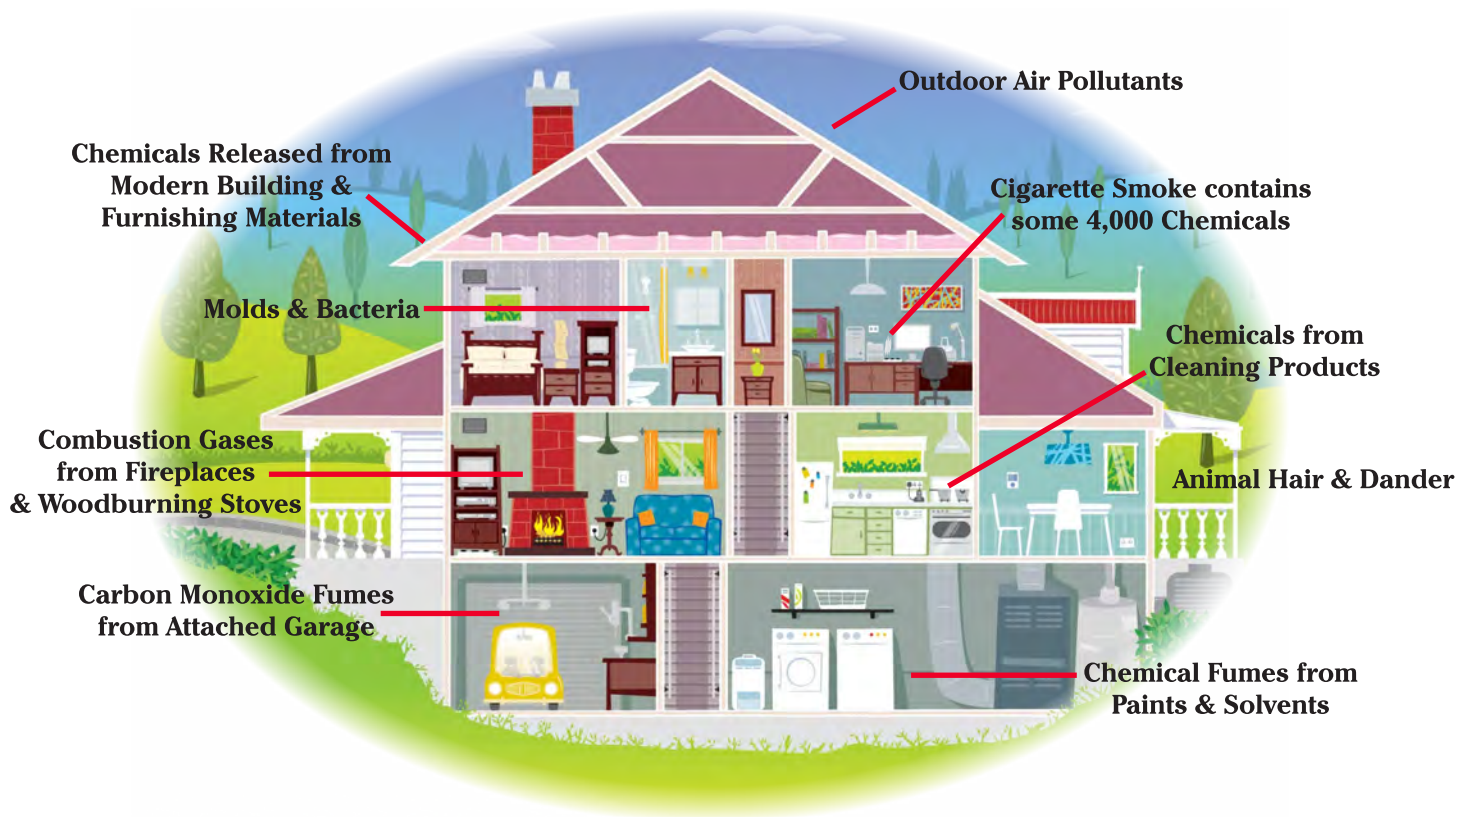 Outdoor Air Pollutants
Chemicals Released from
Modern Building &
Furnishing Materials
Cigarette Smoke contains
some 4,000 Chemicals
Molds & Bacteria
Chemicals from
Cleaning Products
Combustion Gases
from Fireplaces
& Woodburning Stoves
Animal Hair & Dander
Carbon Monoxide Fumes
from Attached Garage
Chemical Fumes from
Paints & Solvents